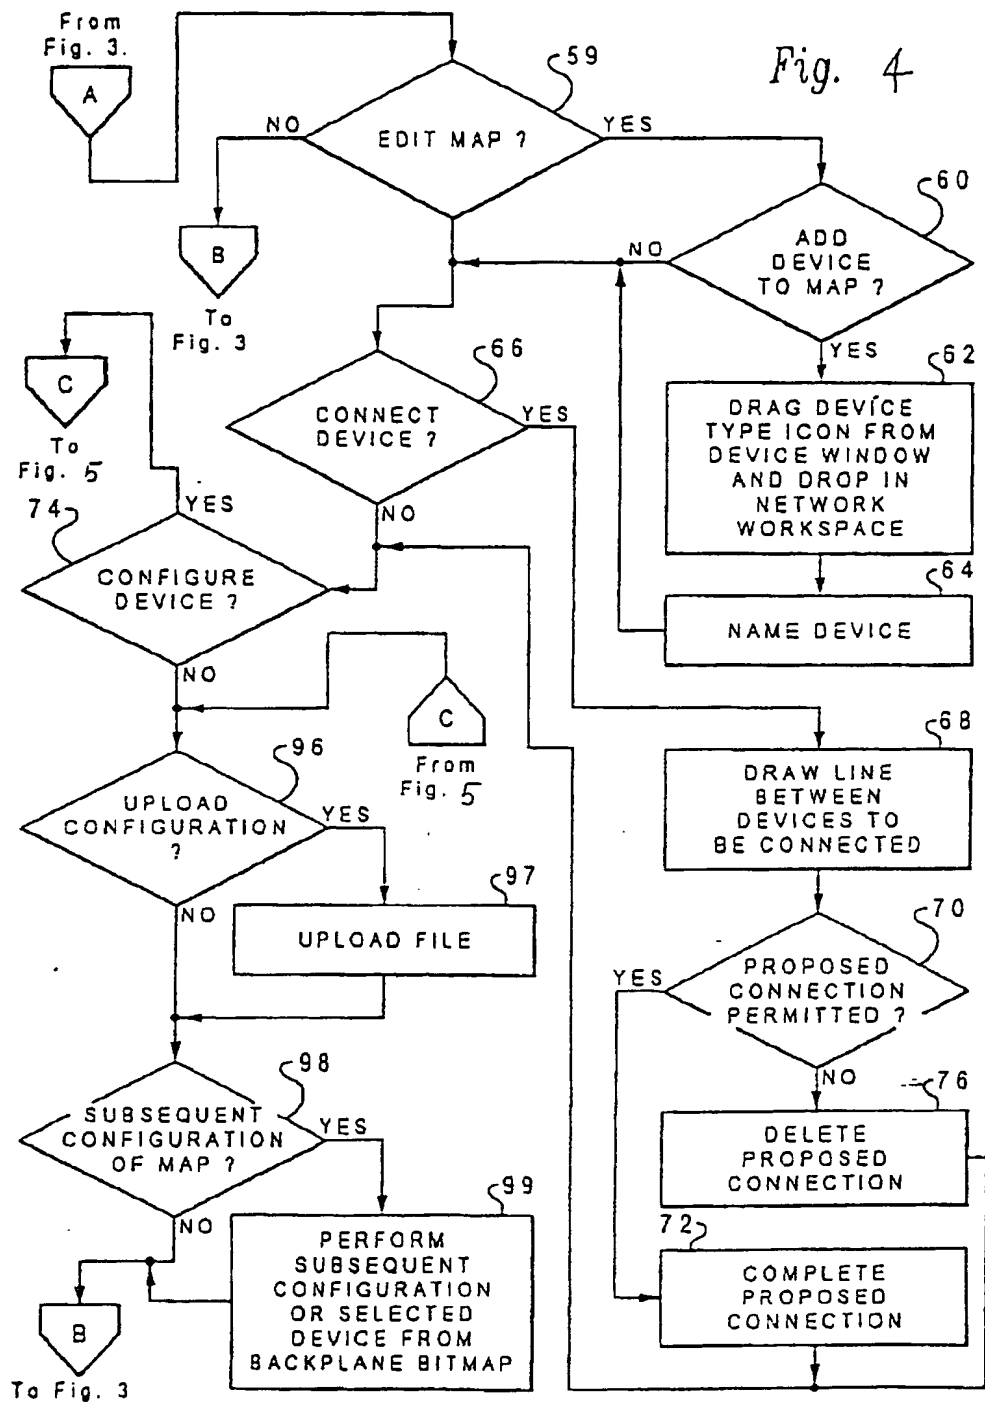 From
Fig. 3.
A
59
Fig. 4
EDIT MAP ?
NO
YES
60
B
To
Fig. 3
ADD
DEVICE
TO MAP ?
NO
YES
C
To
Fig. 5
66
CONNECT
DEVICE ?
YES
NO
62
DRAG DEVICE
TYPE ICON FROM
DEVICE WINDOW
AND DROP IN
NETWORK
WORKSPACE
74
YES
CONFIGURE
DEVICE ?
NO
64
NAME DEVICE
C
From
Fig. 5
68
DRAW LINE
BETWEEN
DEVICES TO
BE CONNECTED
96
UPLOAD
CONFIGURATION
?
YES
NO
97
UPLOAD FILE
70
PROPOSED
CONNECTION
PERMITTED ?
YES
NO
98
SUBSEQUENT
CONFIGURATION
OF MAP ?
YES
NO
76
DELETE
PROPOSED
CONNECTION
99
PERFORM
SUBSEQUENT
CONFIGURATION
OR SELECTED
DEVICE FROM
BACKPLANE BITMAP
72
COMPLETE
PROPOSED
CONNECTION
B
To Fig. 3